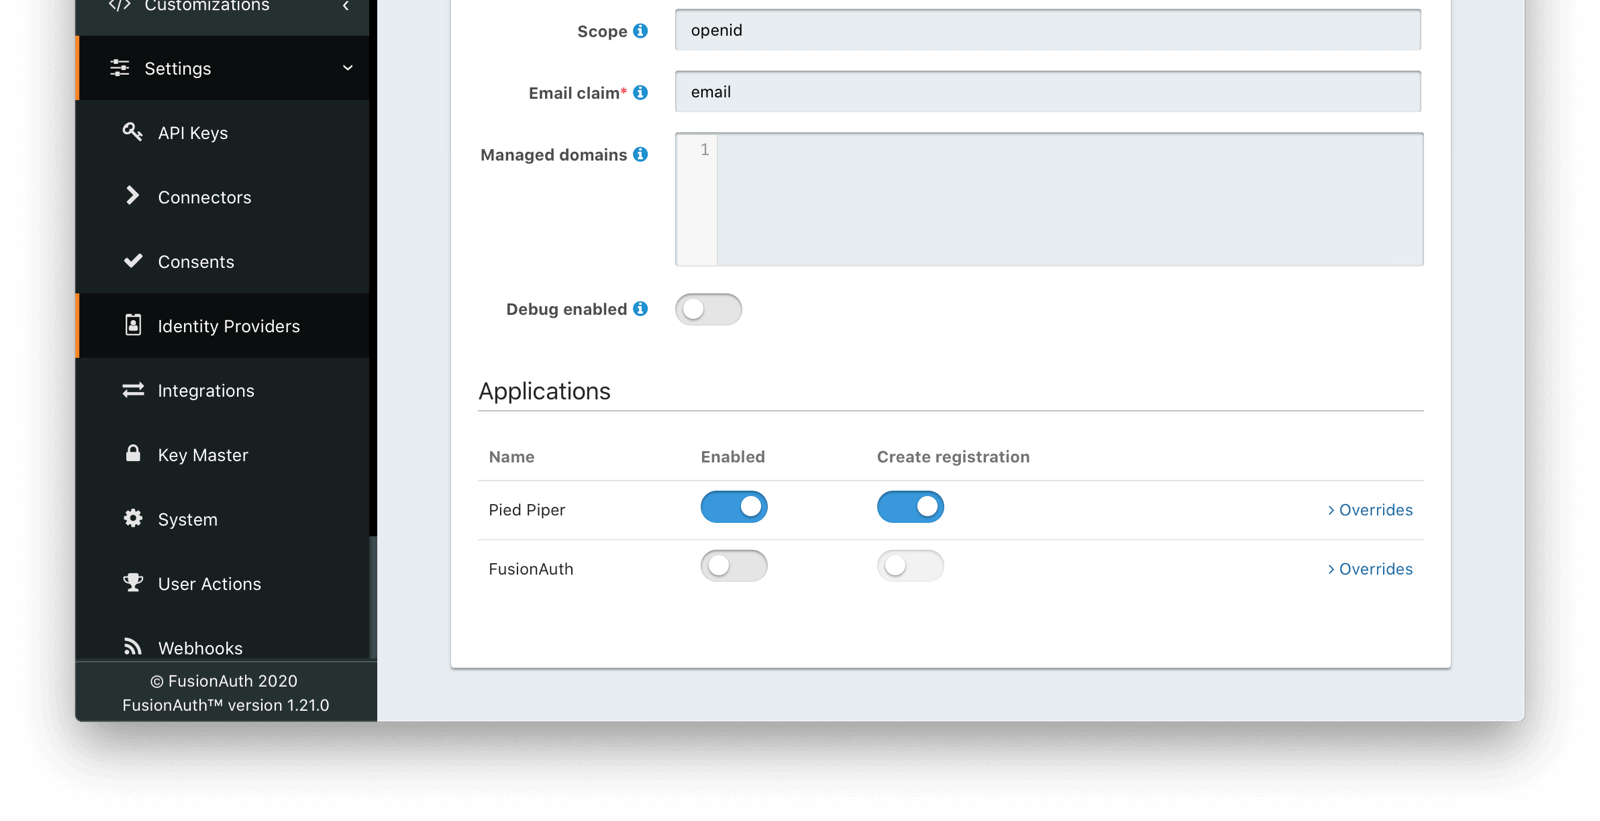 Customizations
Settings
API Keys
Connectors
Consents
Identity Providers
Integrations
Key Master
System
User Actions
Webhooks
© FusionAuth 2020
FusionAuth™ version 1.21.0
Scope openid
Email claim* email
Managed domains 1
Debug enabled
Applications
Name Enabled Create registration
Pied Piper Overrides
FusionAuth Overrides